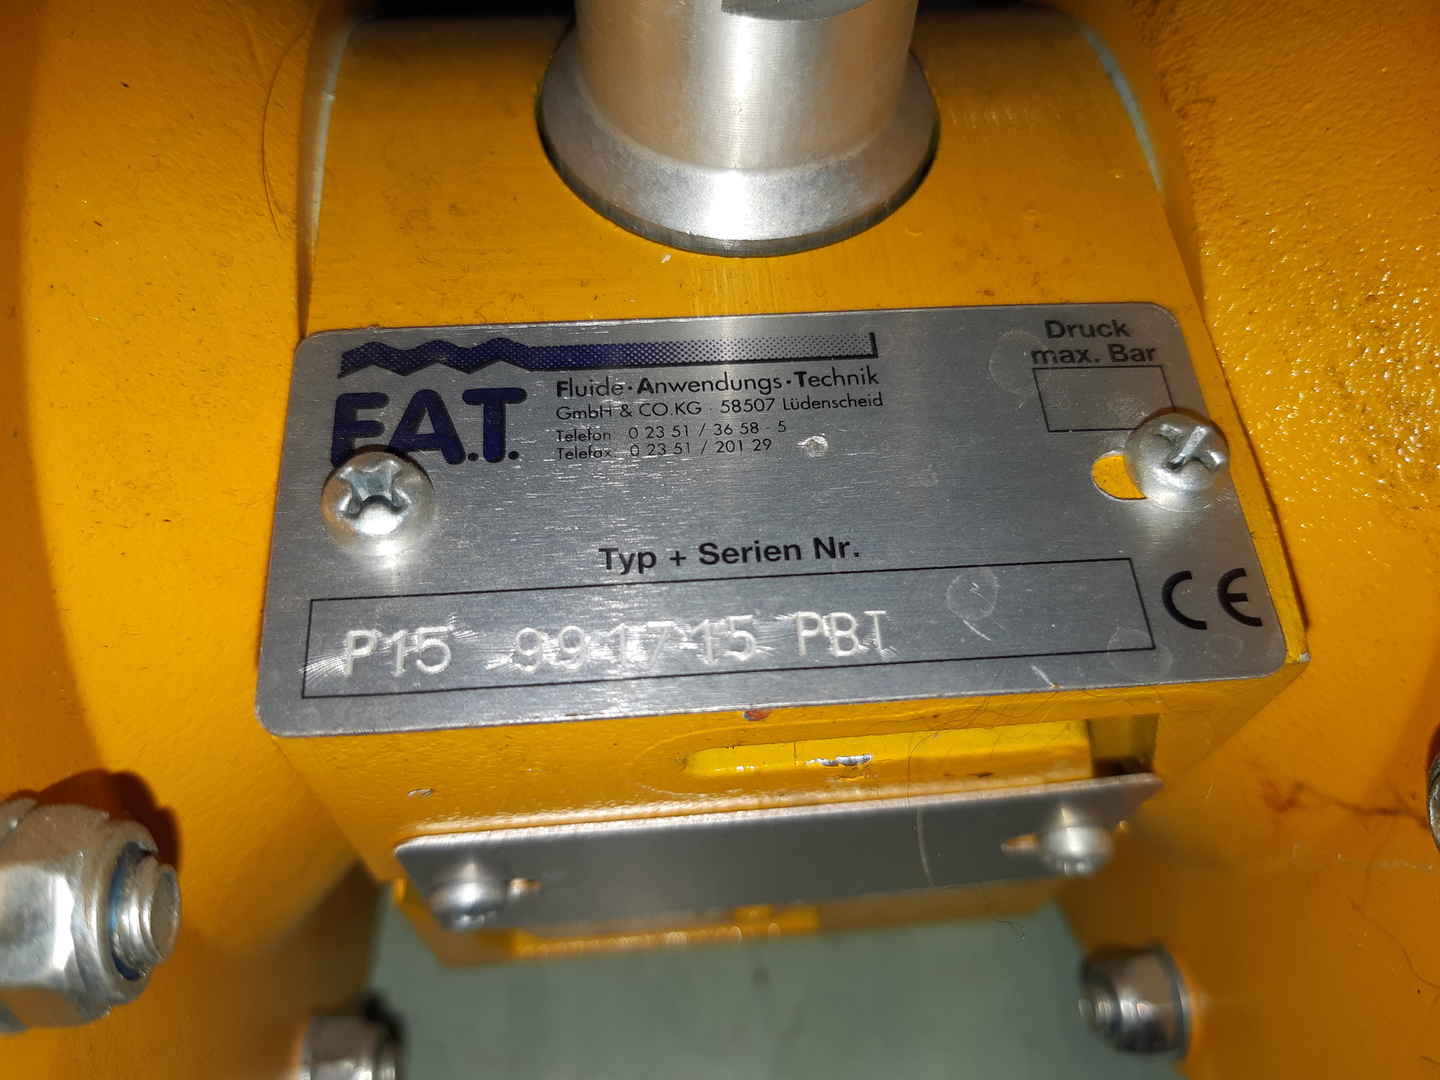 F.A.T.
Fluide · Anwendungs · Technik
GmbH & CO.KG · 58507 Lüdenscheid
Telefon 0 23 51 / 36 58 - 5
Telefax 0 23 51 / 201 29
Druck
max. Bar
Typ + Serien Nr.
P15 991715 PBT
CE